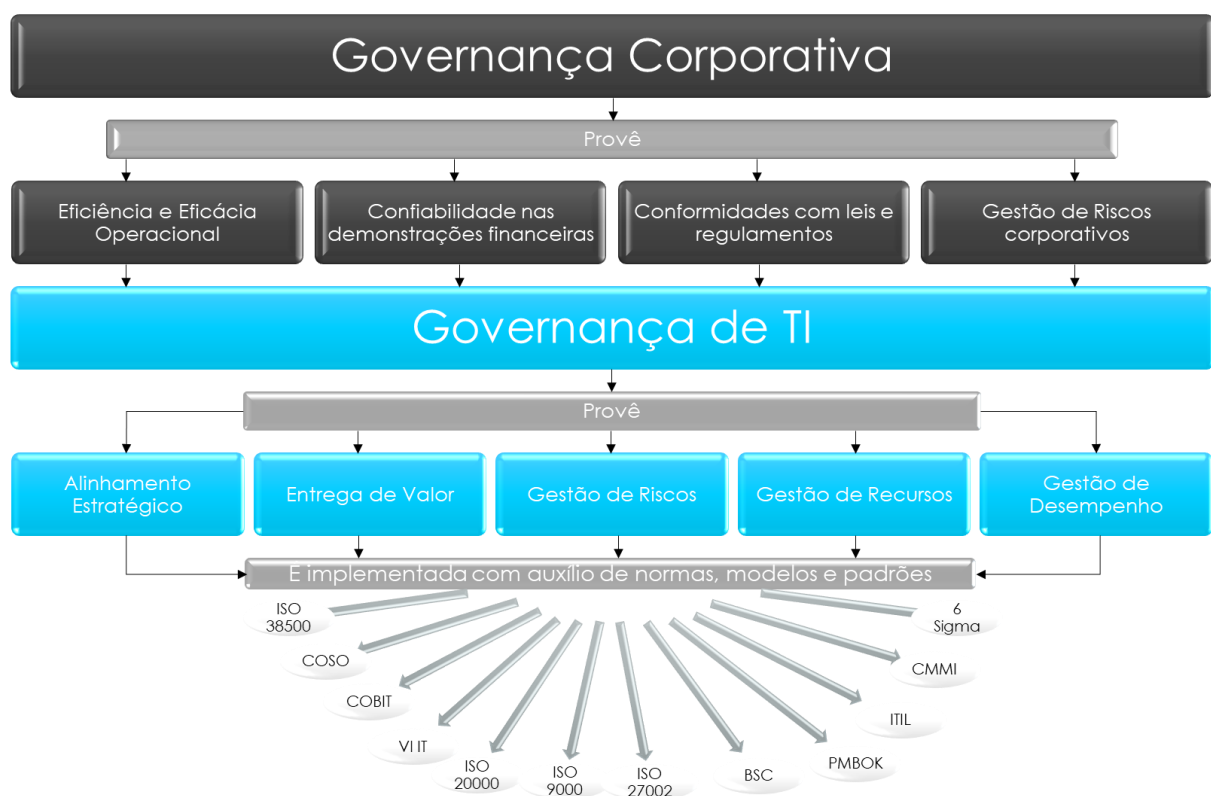 Governança Corporativa
Provê
Eficiência e Eficácia
Operacional
Confiabilidade nas
demonstrações financeiras
Conformidades com leis e
regulamentos
Gestão de Riscos
corporativos
Governança de TI
Provê
Alinhamento
Estratégico
Entrega de Valor
Gestão de Riscos
Gestão de Recursos
Gestão de
Desempenho
E implementada com auxílio de normas, modelos e padrões
ISO
38500
COSO
COBIT
VI IT
ISO
20000
ISO
9000
ISO
27002
BSC
PMBOK
ITIL
CMMI
6
Sigma